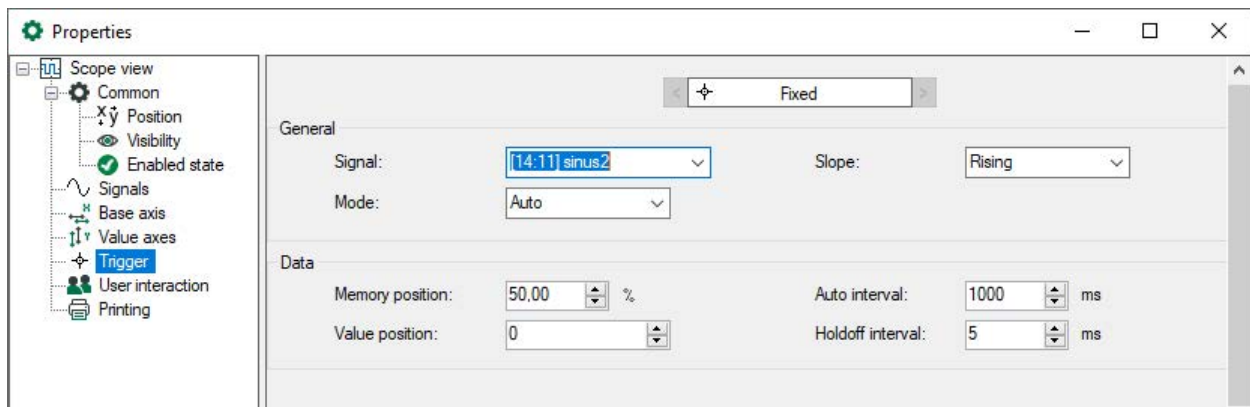 Properties
Scope view
Common
Position
Visibility
Enabled state
Signals
Base axis
Value axes
Trigger
User interaction
Printing
< Fixed >
General
Signal: [14:11] sinus2 Slope: Rising
Mode: Auto
Data
Memory position: 50,00 % Auto interval: 1000 ms
Value position: 0 Holdoff interval: 5 ms